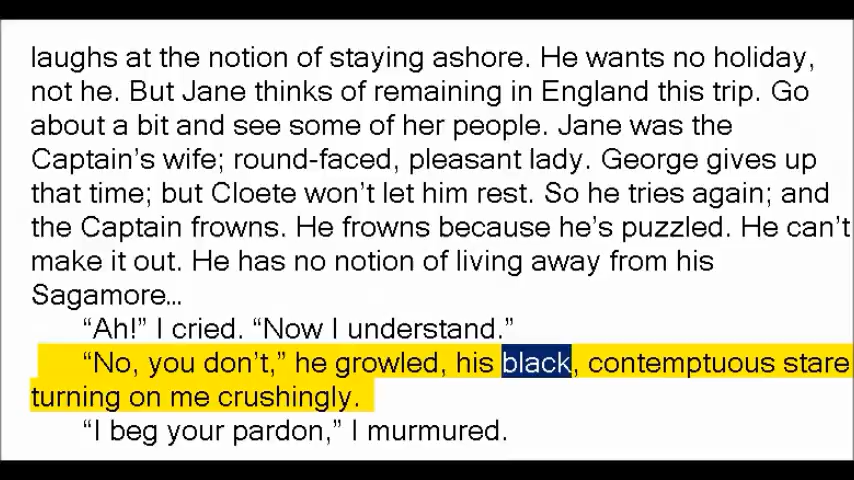 laughs at the notion of staying ashore. He wants no holiday,
not he. But Jane thinks of remaining in England this trip. Go
about a bit and see some of her people. Jane was the
Captain’s wife; round-faced, pleasant lady. George gives up
that time; but Cloete won’t let him rest. So he tries again; and
the Captain frowns. He frowns because he’s puzzled. He can’t
make it out. He has no notion of living away from his
Sagamore…
“Ah!” I cried. “Now I understand.”
“No, you don’t,” he growled, his black, contemptuous stare
turning on me crushingly.
“I beg your pardon,” I murmured.